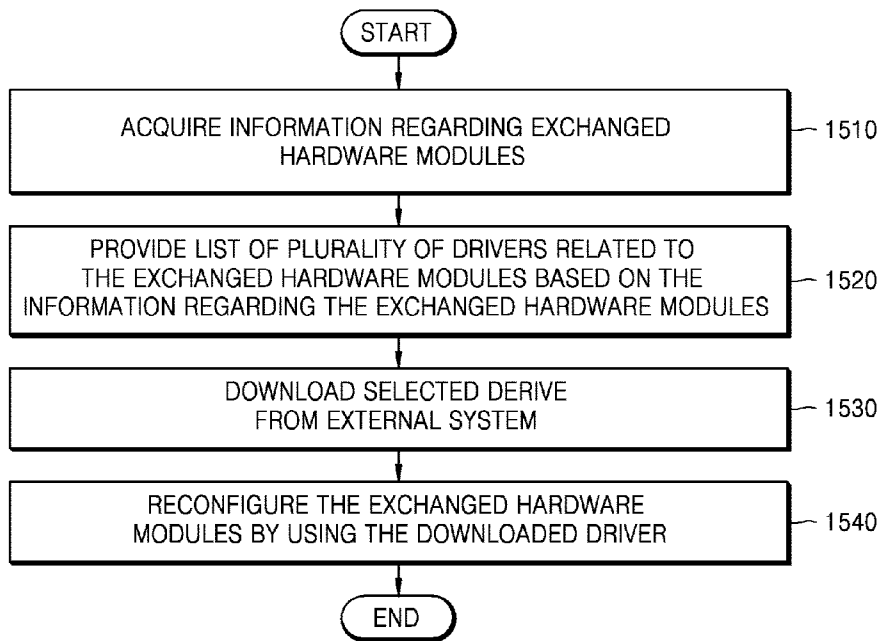 START
ACQUIRE INFORMATION REGARDING EXCHANGED
HARDWARE MODULES
1510
PROVIDE LIST OF PLURALITY OF DRIVERS RELATED TO
THE EXCHANGED HARDWARE MODULES BASED ON THE
INFORMATION REGARDING THE EXCHANGED HARDWARE MODULES
1520
DOWNLOAD SELECTED DERIVE
FROM EXTERNAL SYSTEM
1530
RECONFIGURE THE EXCHANGED HARDWARE
MODULES BY USING THE DOWNLOADED DRIVER
1540
END